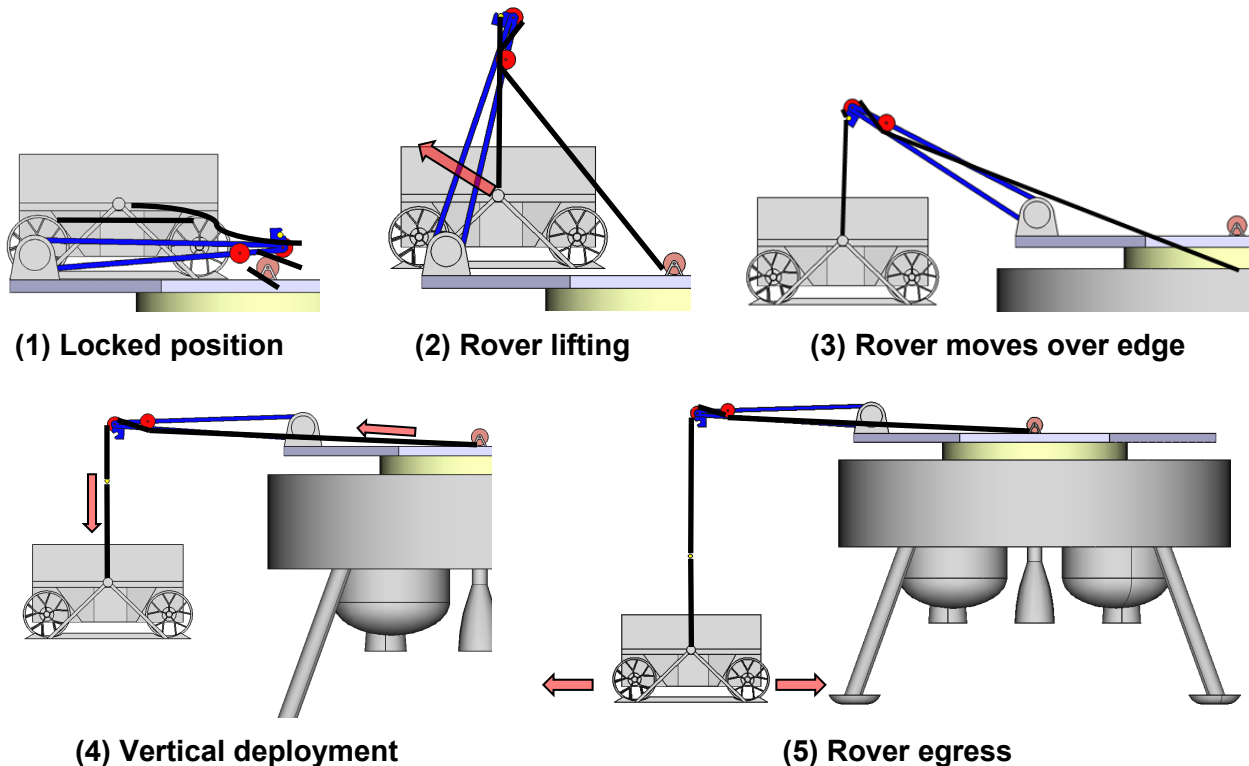 (1) Locked position
(2) Rover lifting
(3) Rover moves over edge
(4) Vertical deployment
(5) Rover egress